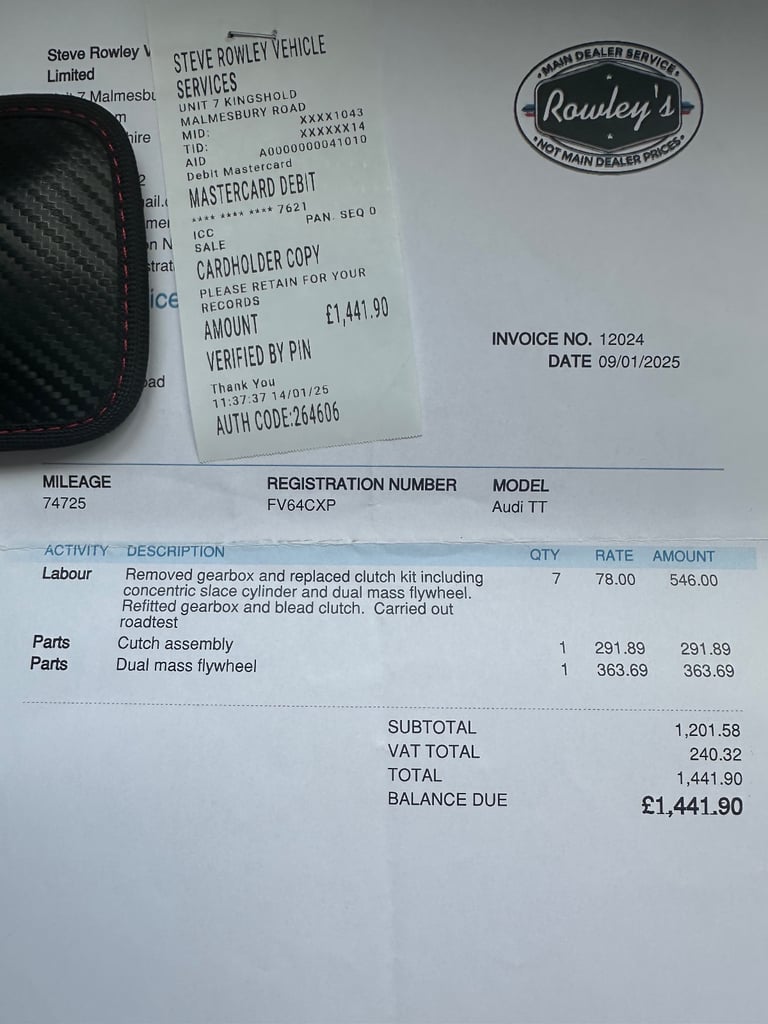 Steve Rowley V
Limited
7 Malmesbu
m
hire
2
ail.c
me
on N
strat
ice
oad
STEVE ROWLEY VEHICLE
SERVICES
UNIT 7 KINGSHOLD
MALMESBURY ROAD
MID: XXXX1043
TID: XXXXXX14
AID A0000000041010
Debit Mastercard
MASTERCARD DEBIT
**** **** **** 7621
ICC PAN. SEQ 0
SALE
CARDHOLDER COPY
PLEASE RETAIN FOR YOUR
RECORDS
AMOUNT £1,441.90
VERIFIED BY PIN
Thank You
11:37:37 14/01/25
AUTH CODE:264606
MAIN DEALER SERVICE
Rowley's
NOT MAIN DEALER PRICES
INVOICE NO. 12024
DATE 09/01/2025
MILEAGE REGISTRATION NUMBER MODEL
74725 FV64CXP Audi TT
ACTIVITY DESCRIPTION QTY RATE AMOUNT
Labour Removed gearbox and replaced clutch kit including 7 78.00 546.00
concentric slace cylinder and dual mass flywheel.
Refitted gearbox and blead clutch. Carried out
roadtest
Parts Cutch assembly 1 291.89 291.89
Parts Dual mass flywheel 1 363.69 363.69
SUBTOTAL 1,201.58
VAT TOTAL 240.32
TOTAL 1,441.90
BALANCE DUE £1,441.90